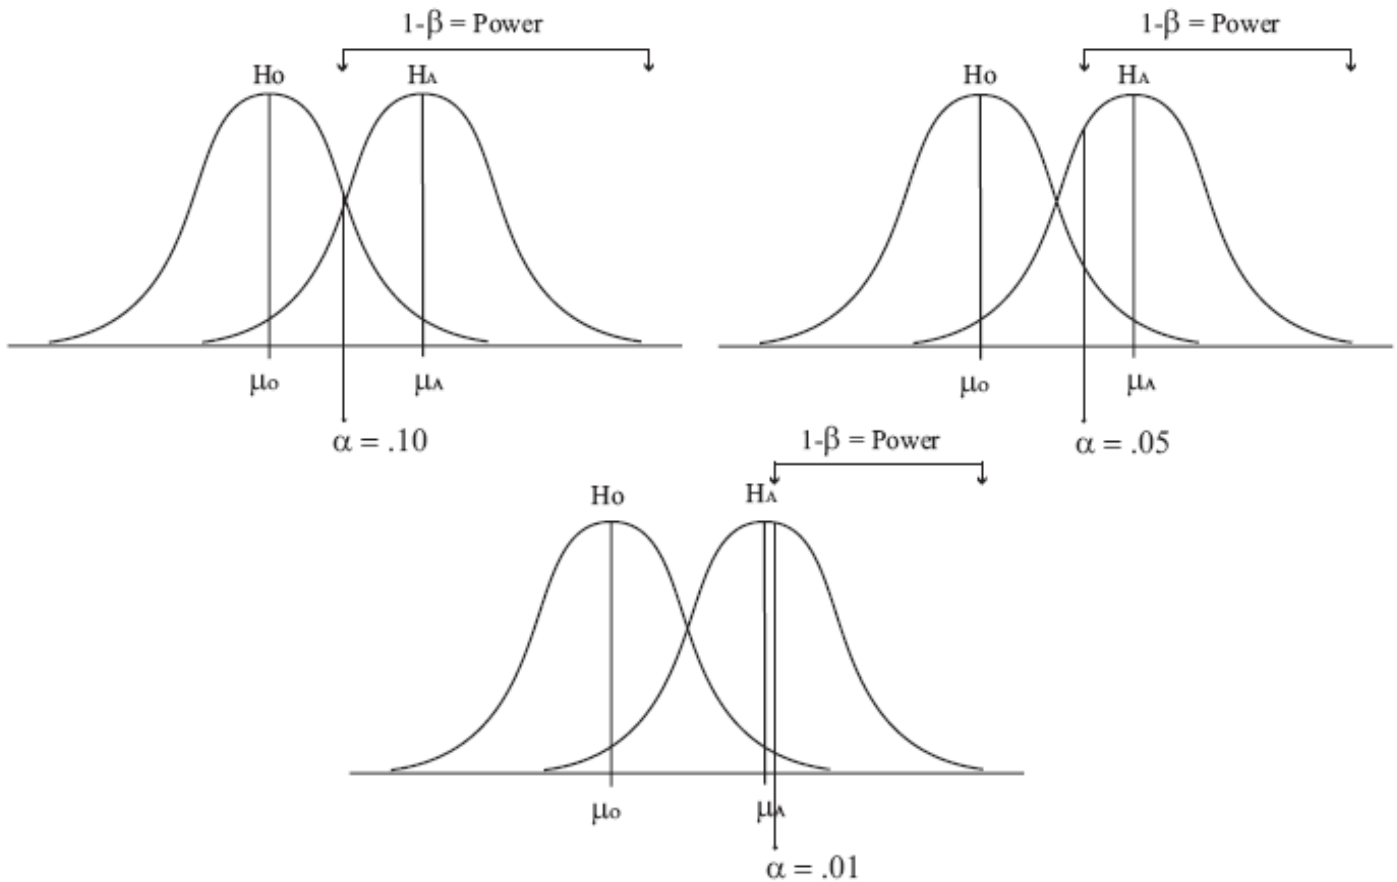 1-β = Power
Ho
HA
μo
μA
α = .10
1-β = Power
Ho
HA
μo
μA
α = .05
1-β = Power
Ho
HA
μo
μA
α = .01